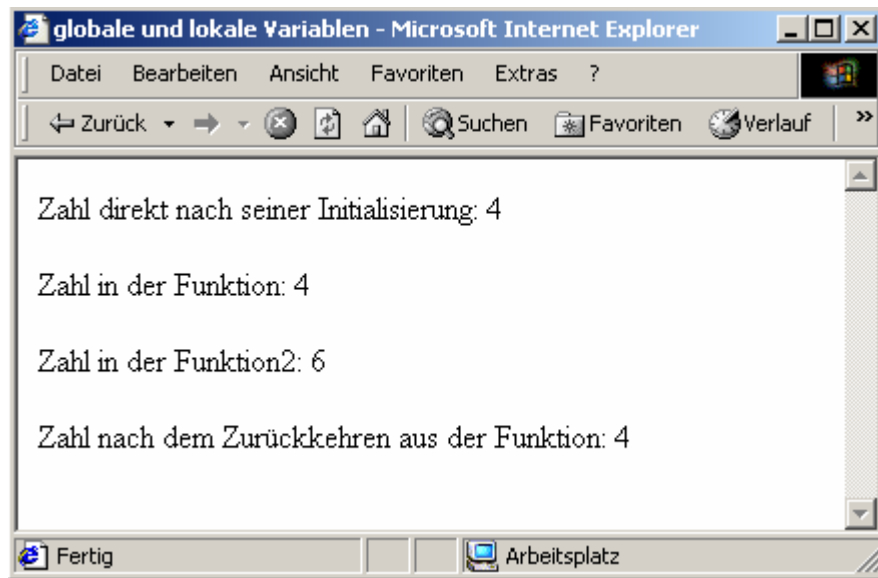 globale und lokale Variablen - Microsoft Internet Explorer
Datei Bearbeiten Ansicht Favoriten Extras ?
Zurück Suchen Favoriten Verlauf »
Zahl direkt nach seiner Initialisierung: 4
Zahl in der Funktion: 4
Zahl in der Funktion2: 6
Zahl nach dem Zurückkehren aus der Funktion: 4
Fertig Arbeitsplatz